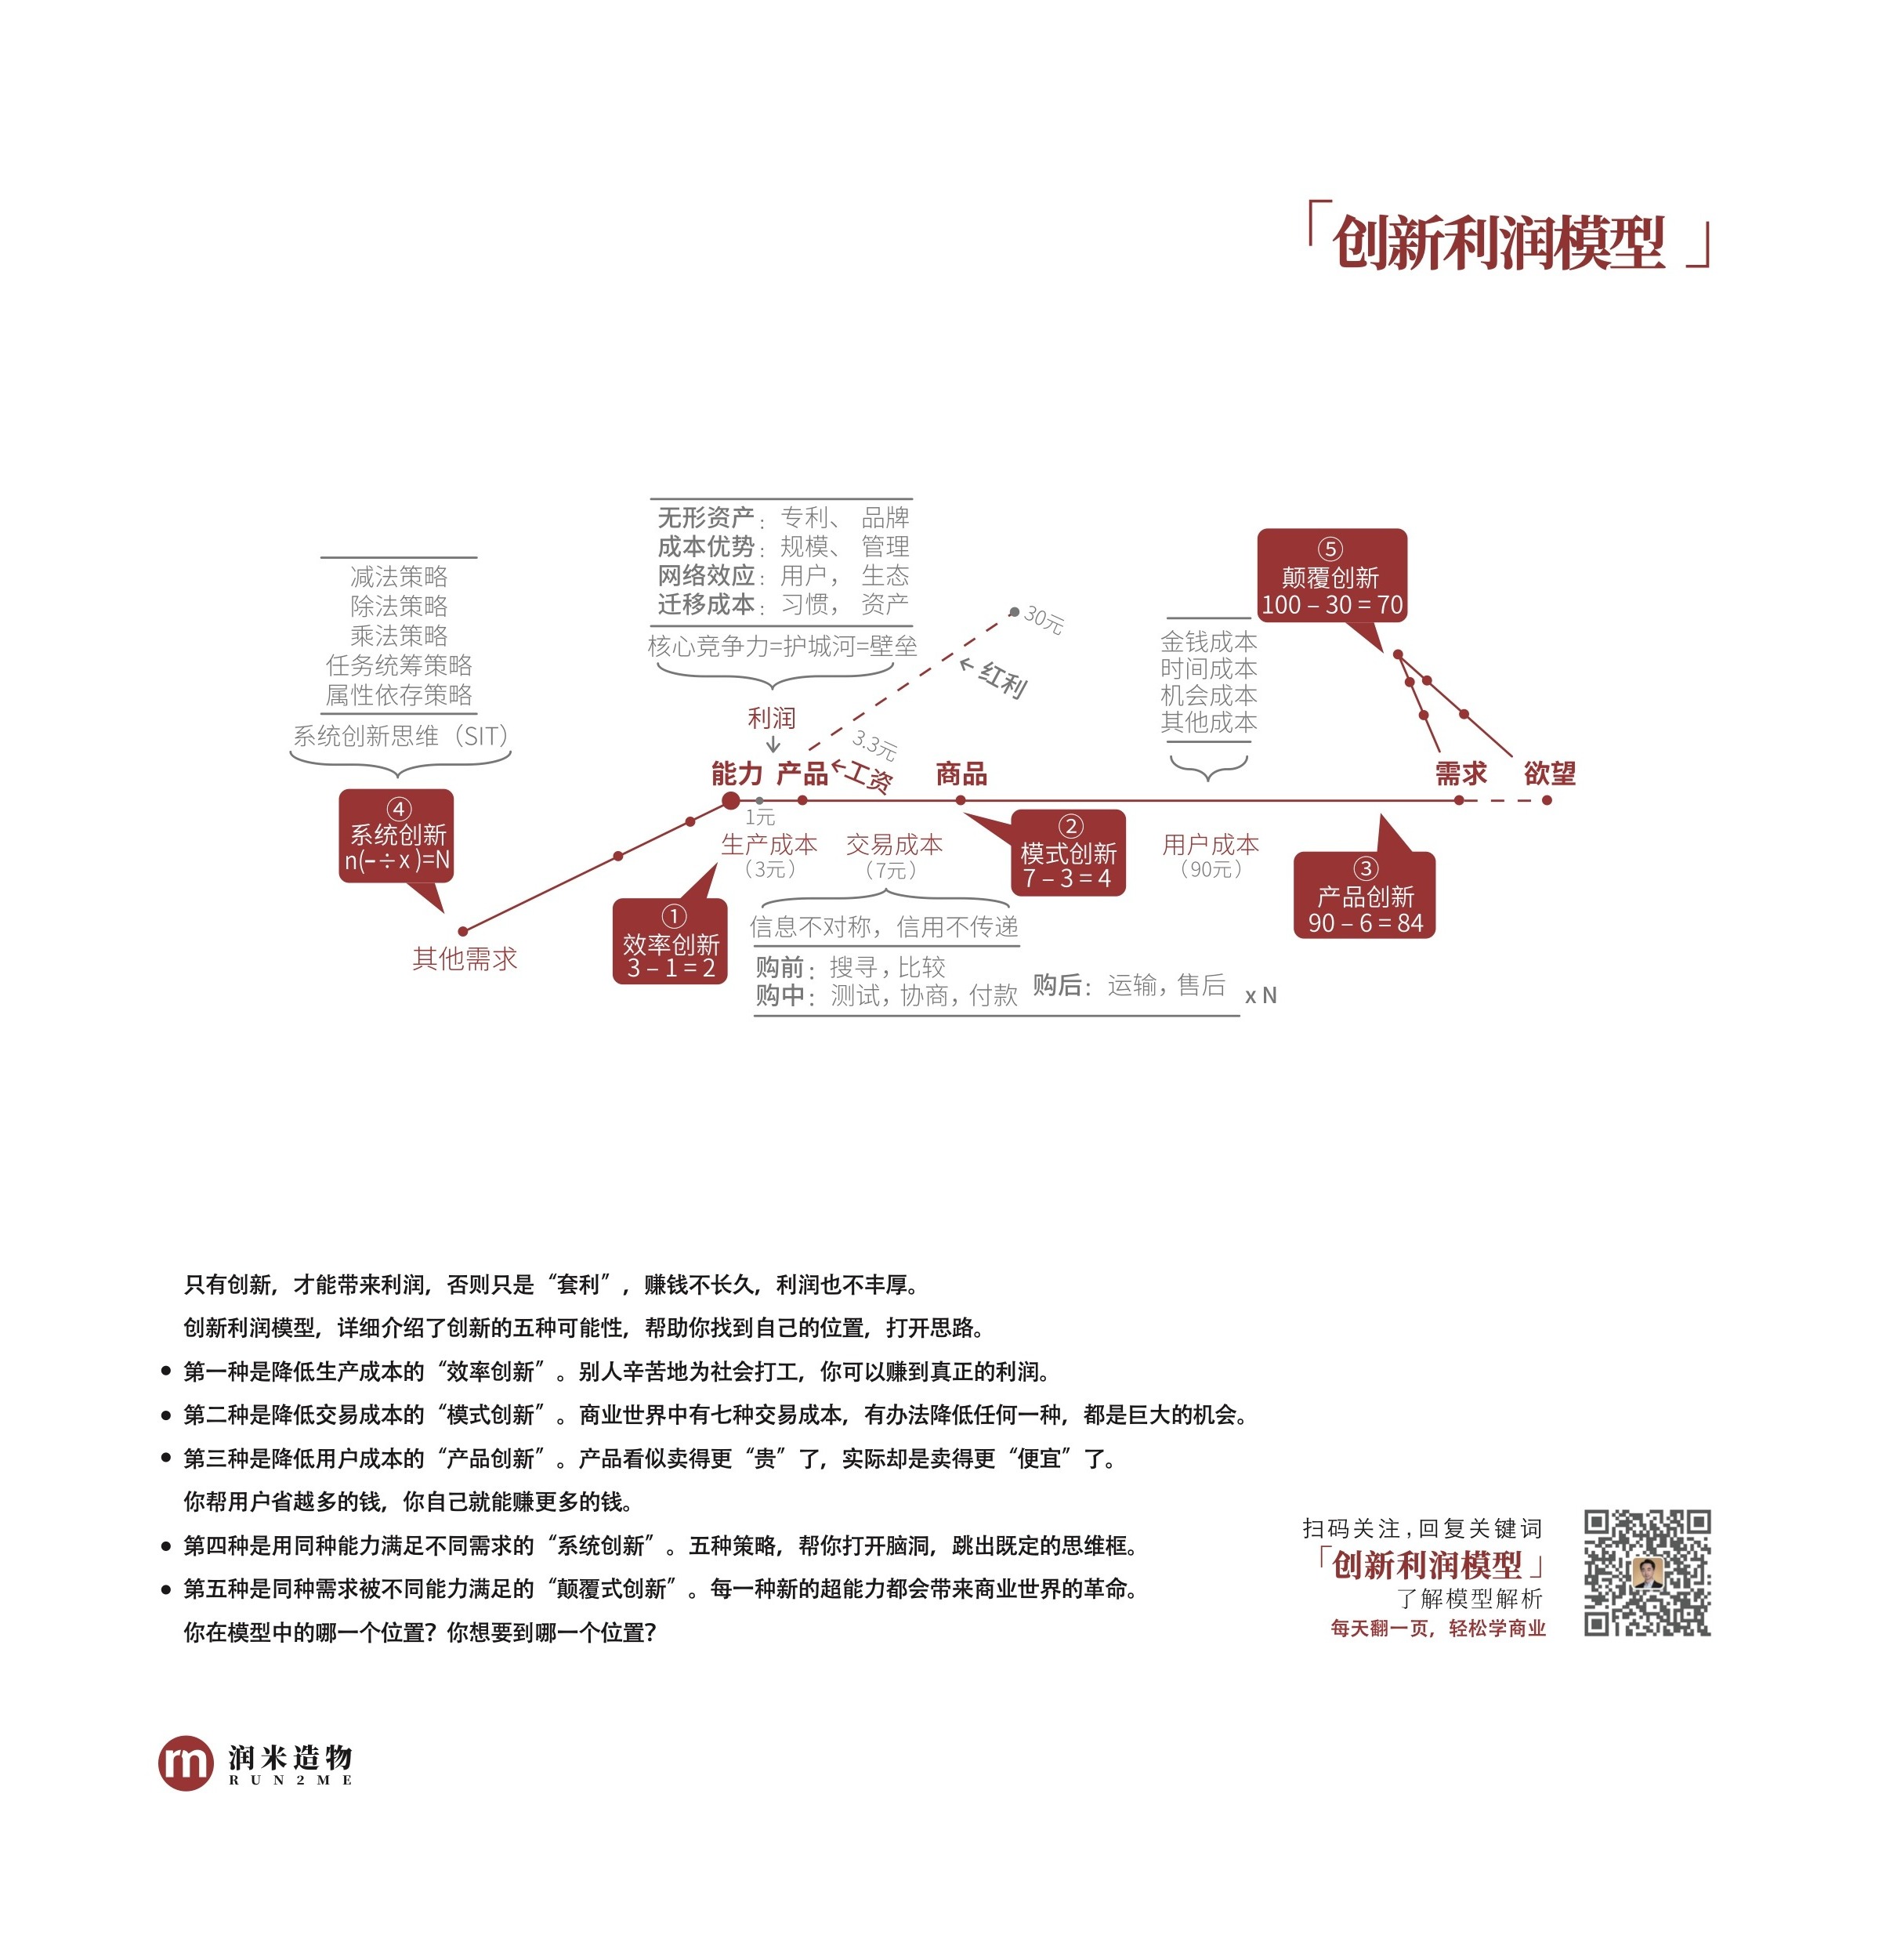 「创新利润模型」
减法策略
除法策略
乘法策略
任务统筹策略
属性依存策略
系统创新思维（SIT）
④
系统创新
n(−÷x)=N
其他需求
无形资产：专利、 品牌
成本优势：规模、 管理
网络效应：用户， 生态
迁移成本：习惯， 资产
核心竞争力=护城河=壁垒
利润
30元
←红利
3.3元
←工资
能力 产品 商品 需求 欲望
1元
生产成本
（3元）
交易成本
（7元）
①
效率创新
3－1＝2
②
模式创新
7－3＝4
信息不对称，信用不传递
购前：搜寻，比较
购中：测试，协商，付款
购后：运输，售后
x N
金钱成本
时间成本
机会成本
其他成本
用户成本
（90元）
③
产品创新
90－6＝84
⑤
颠覆创新
100－30＝70
只有创新，才能带来利润，否则只是“套利”，赚钱不长久，利润也不丰厚。
创新利润模型，详细介绍了创新的五种可能性，帮助你找到自己的位置，打开思路。
● 第一种是降低生产成本的“效率创新”。别人辛苦地为社会打工，你可以赚到真正的利润。
● 第二种是降低交易成本的“模式创新”。商业世界中有七种交易成本，有办法降低任何一种，都是巨大的机会。
● 第三种是降低用户成本的“产品创新”。产品看似卖得更“贵”了，实际却是卖得更“便宜”了。
你帮用户省越多的钱，你自己就能赚更多的钱。
● 第四种是用同种能力满足不同需求的“系统创新”。五种策略，帮你打开脑洞，跳出既定的思维框。
● 第五种是同种需求被不同能力满足的“颠覆式创新”。每一种新的超能力都会带来商业世界的革命。
你在模型中的哪一个位置？你想要到哪一个位置？
扫码关注，回复关键词
「创新利润模型」
了解模型解析
每天翻一页，轻松学商业
m
润米造物
RUN2ME